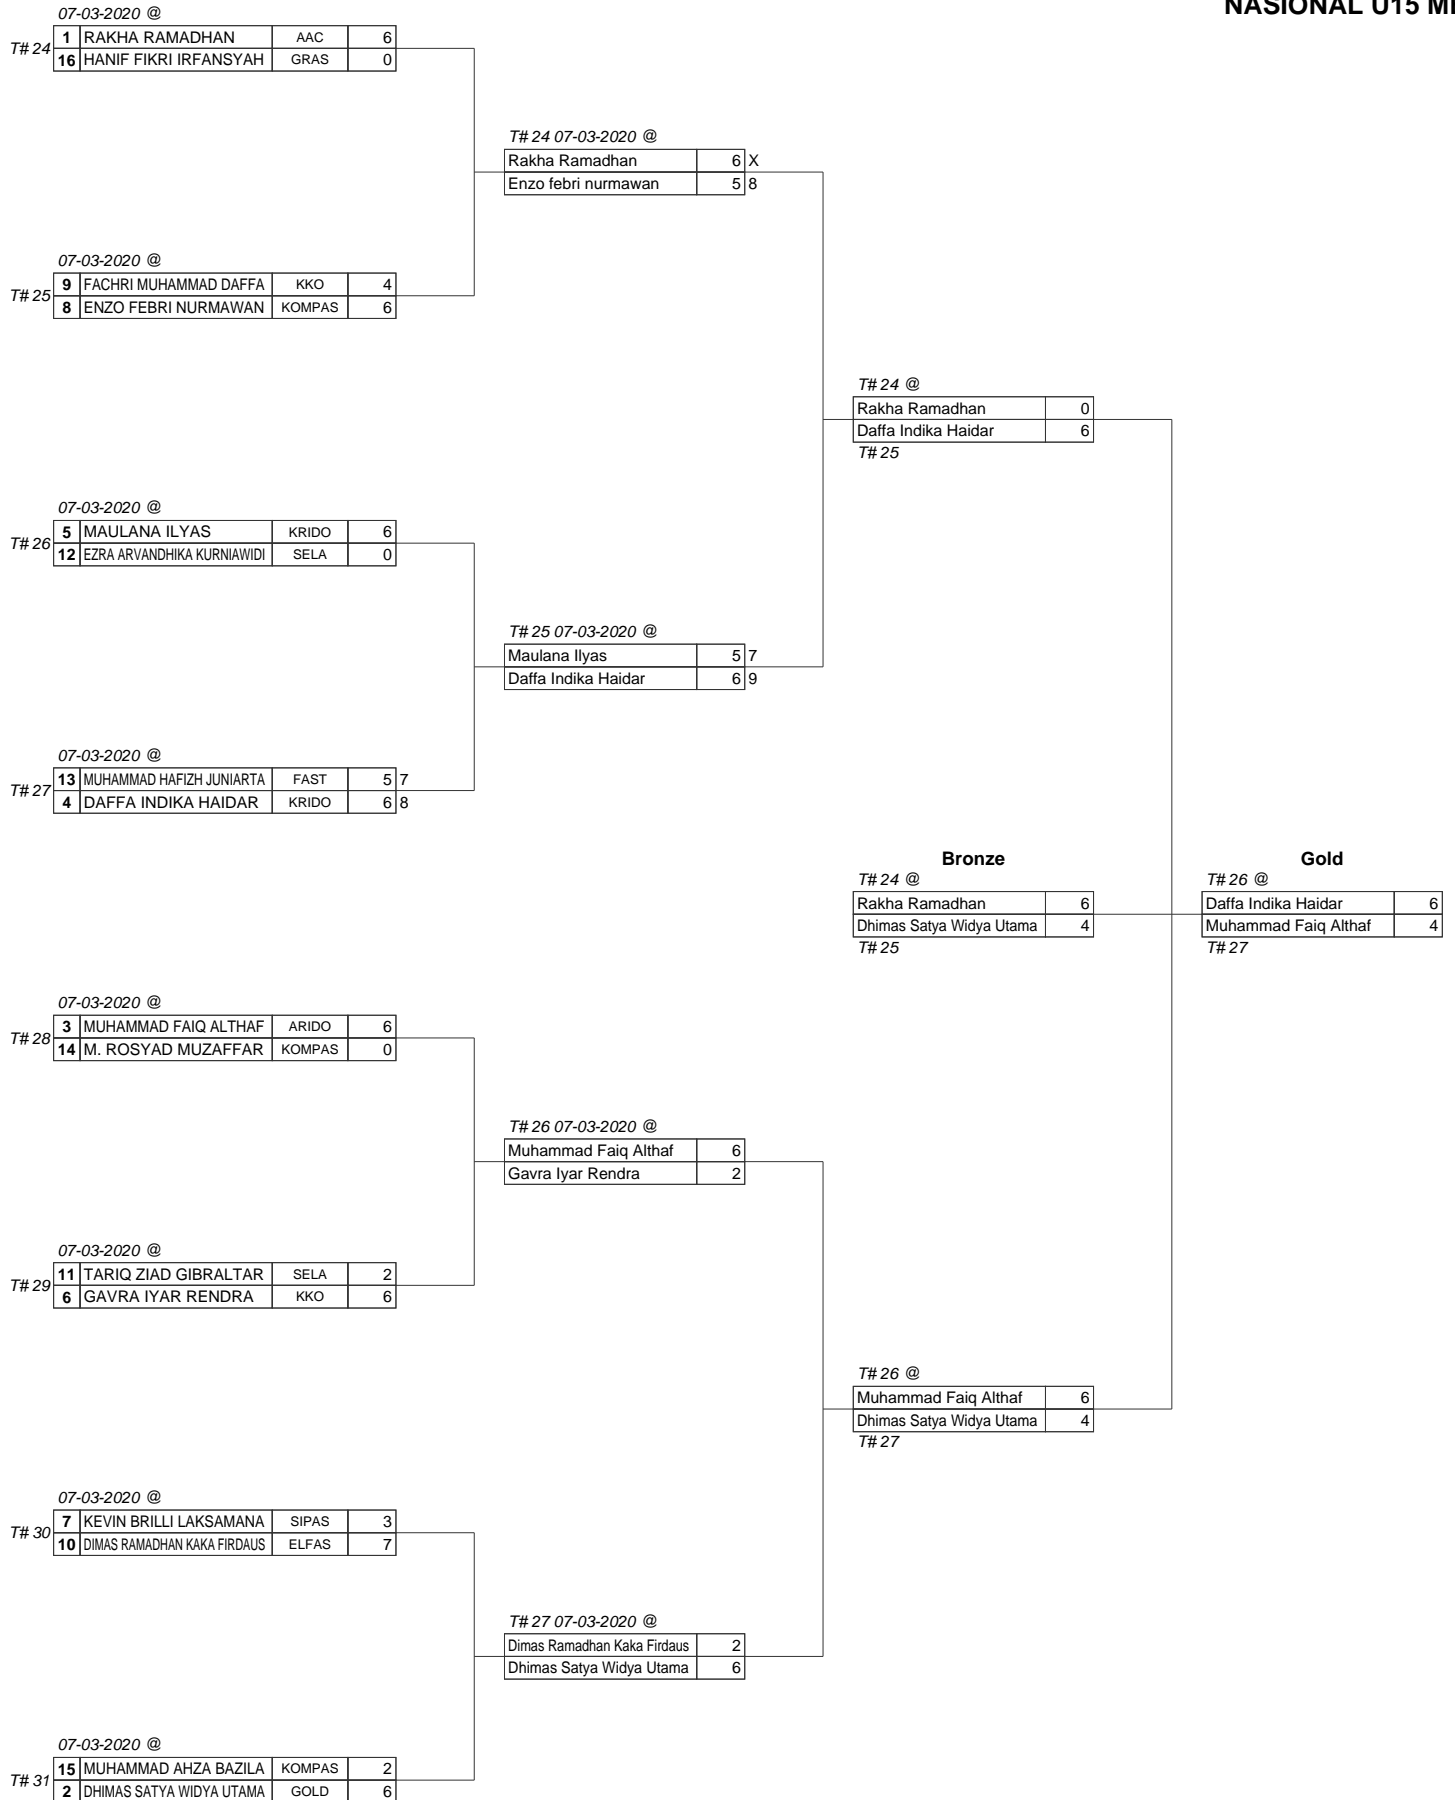 NASIONAL U15 M
07-03-2020 @
T# 24
1 RAKHA RAMADHAN AAC 6
16 HANIF FIKRI IRFANSYAH GRAS 0
T# 24 07-03-2020 @
Rakha Ramadhan 6 X
Enzo febri nurmawan 5 8
07-03-2020 @
T# 25
9 FACHRI MUHAMMAD DAFFA KKO 4
8 ENZO FEBRI NURMAWAN KOMPAS 6
T# 24 @
Rakha Ramadhan 0
Daffa Indika Haidar 6
T# 25
07-03-2020 @
T# 26
5 MAULANA ILYAS KRIDO 6
12 EZRA ARVANDHIKA KURNIAWIDI SELA 0
T# 25 07-03-2020 @
Maulana Ilyas 5 7
Daffa Indika Haidar 6 9
07-03-2020 @
T# 27
13 MUHAMMAD HAFIZH JUNIARTA FAST 5 7
4 DAFFA INDIKA HAIDAR KRIDO 6 8
Bronze
T# 24 @
Rakha Ramadhan 6
Dhimas Satya Widya Utama 4
T# 25
Gold
T# 26 @
Daffa Indika Haidar 6
Muhammad Faiq Althaf 4
T# 27
07-03-2020 @
T# 28
3 MUHAMMAD FAIQ ALTHAF ARIDO 6
14 M. ROSYAD MUZAFFAR KOMPAS 0
T# 26 07-03-2020 @
Muhammad Faiq Althaf 6
Gavra Iyar Rendra 2
07-03-2020 @
T# 29
11 TARIQ ZIAD GIBRALTAR SELA 2
6 GAVRA IYAR RENDRA KKO 6
T# 26 @
Muhammad Faiq Althaf 6
Dhimas Satya Widya Utama 4
T# 27
07-03-2020 @
T# 30
7 KEVIN BRILLI LAKSAMANA SIPAS 3
10 DIMAS RAMADHAN KAKA FIRDAUS ELFAS 7
T# 27 07-03-2020 @
Dimas Ramadhan Kaka Firdaus 2
Dhimas Satya Widya Utama 6
07-03-2020 @
T# 31
15 MUHAMMAD AHZA BAZILA KOMPAS 2
2 DHIMAS SATYA WIDYA UTAMA GOLD 6